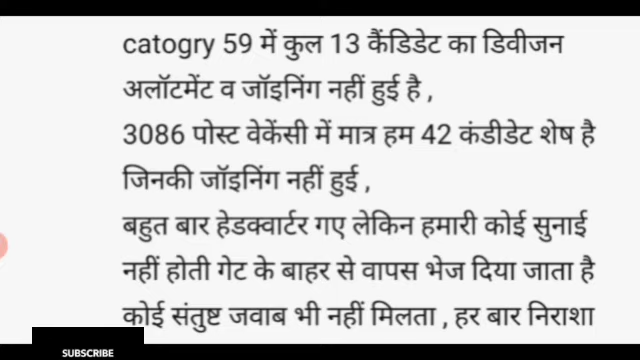 catogry 59 में कुल 13 कैंडिडेट का डिवीजन
अलॉटमेंट व जॉइनिंग नहीं हुई है ,
3086 पोस्ट वेकेंसी में मात्र हम 42 कंडीडेट शेष है
जिनकी जॉइनिंग नहीं हुई ,
बहुत बार हेडक्वार्टर गए लेकिन हमारी कोई सुनाई
नहीं होती गेट के बाहर से वापस भेज दिया जाता है
कोई संतुष्ट जवाब भी नहीं मिलता , हर बार निराशा
SUBSCRIBE